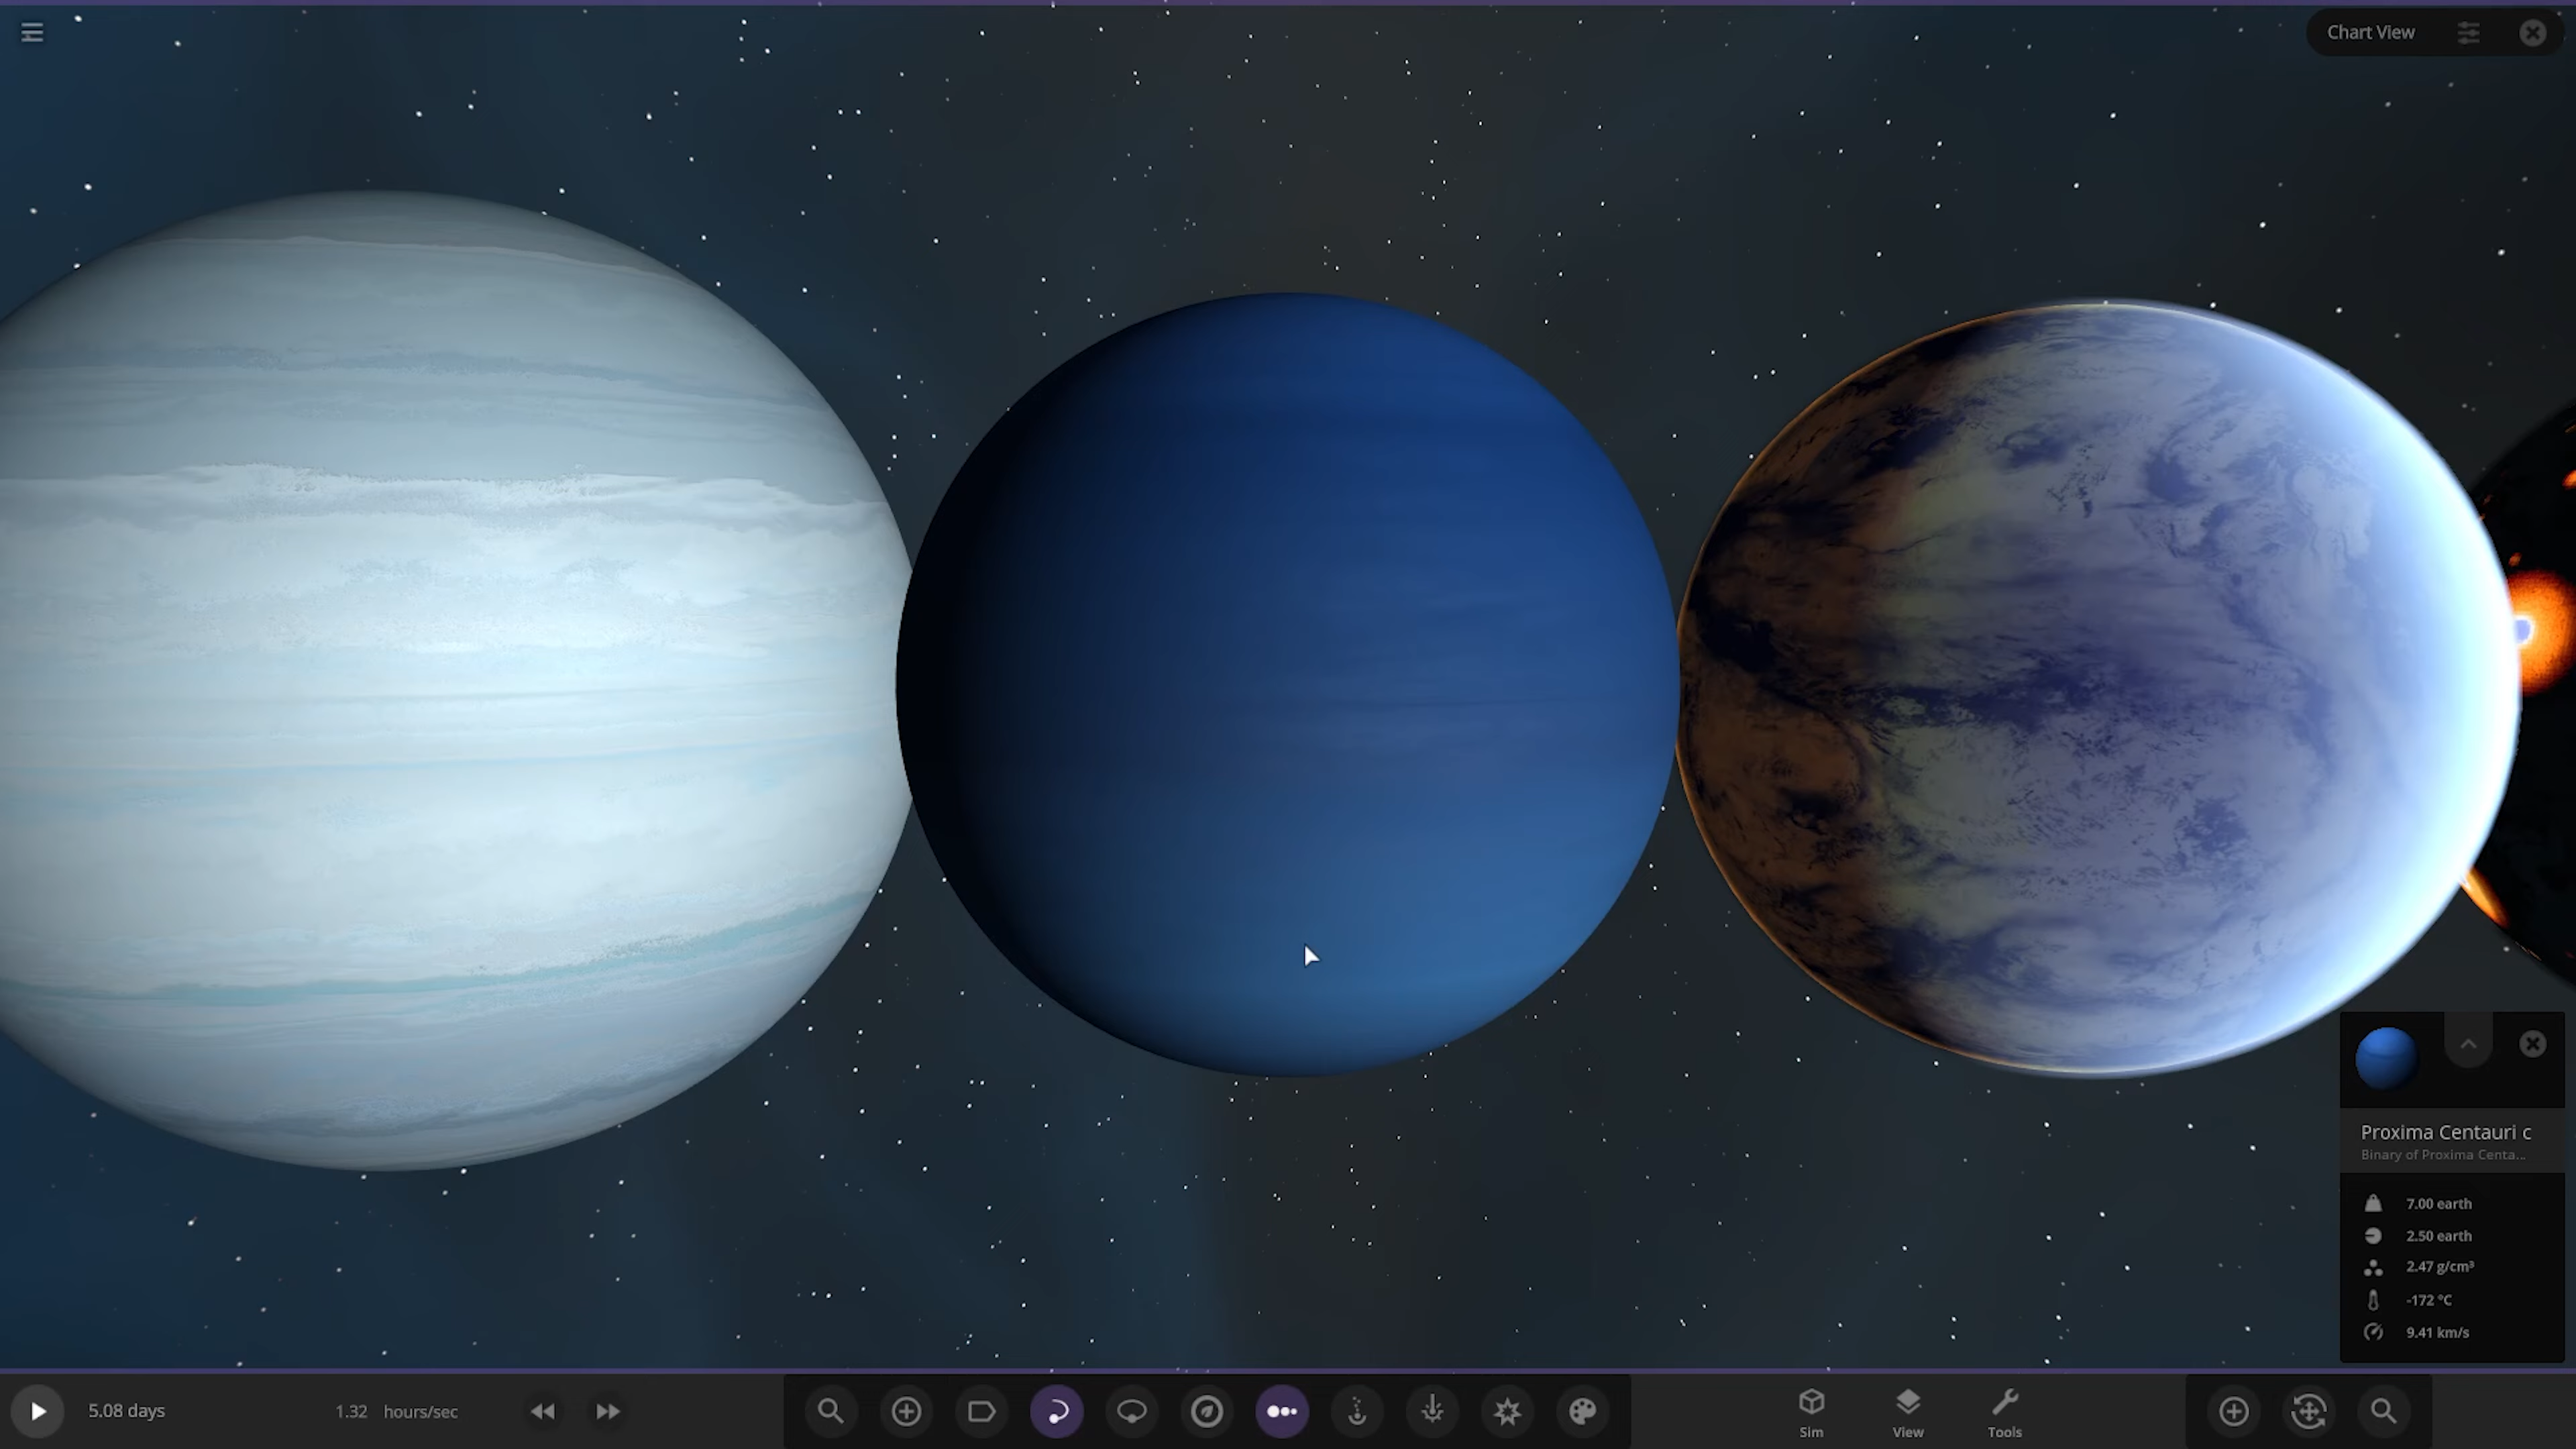 Chart View
Proxima Centauri c
Binary of Proxima Centa...
7.00 earth
2.50 earth
2.47 g/cm³
-172 °C
9.41 km/s
5.08 days
1.32 hours/sec
Sim
View
Tools